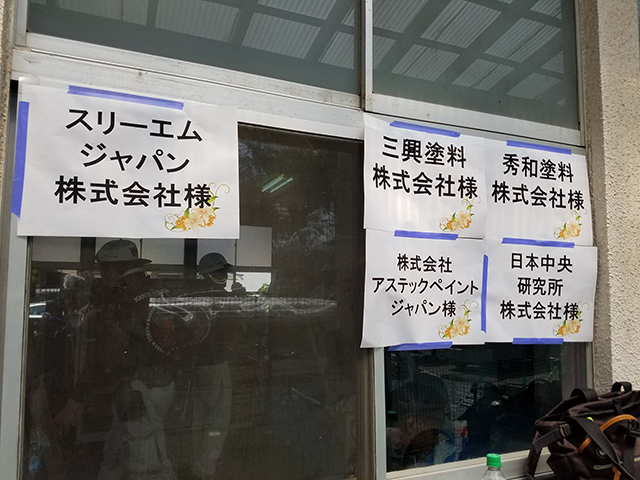 スリーエム
ジャパン
株式会社様
三興塗料
株式会社様
秀和塗料
株式会社様
株式会社
アステックペイント
ジャパン様
日本中央
研究所
株式会社様